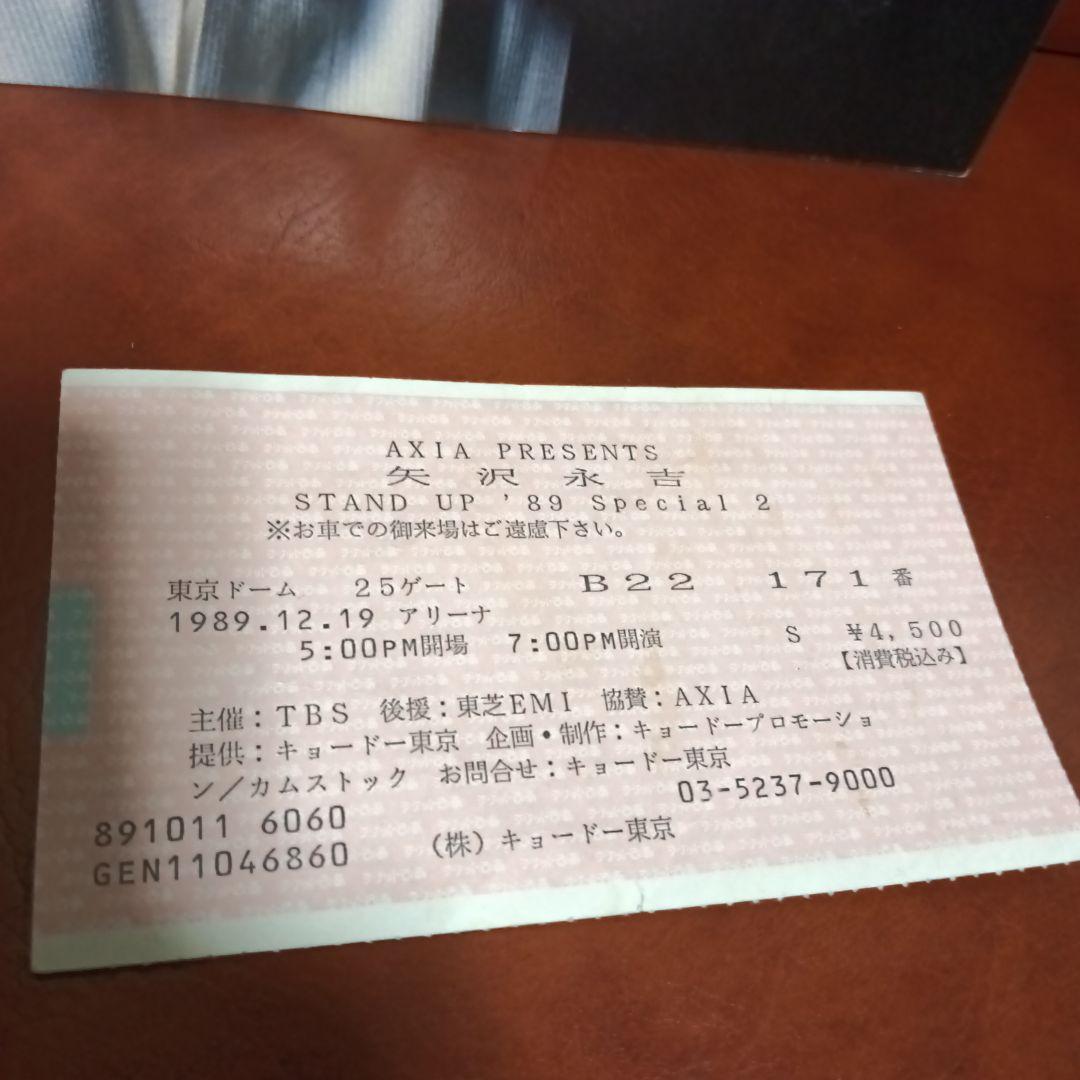 AXIA PRESENTS
矢沢永吉
STAND UP '89 Special 2
※お車での御来場はご遠慮下さい。
東京ドーム 25ゲート B22 171番
1989.12.19 アリーナ
5:00PM開場 7:00PM開演 S ¥4,500
【消費税込み】
主催：TBS 後援：東芝EMI 協賛：AXIA
提供：キョードー東京 企画・制作：キョードープロモーショ
ン／カムストック お問合せ：キョードー東京
03-5237-9000
891011 6060
GEN11046860 （株）キョードー東京